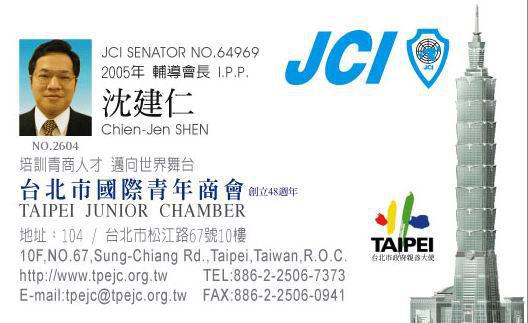 JCI SENATOR NO.64969
2005年 輔導會長 I.P.P.
沈建仁
Chien-Jen SHEN
NO.2604
JCI
JCI
培訓青商人才 邁向世界舞台
台北市國際青年商會 創立48週年
TAIPEI JUNIOR CHAMBER
地址：104 / 台北市松江路67號10樓
10F,NO.67,Sung-Chiang Rd.,Taipei,Taiwan,R.O.C.
http://www.tpejc.org.tw TEL:886-2-2506-7373
E-mail:tpejc@tpejc.org.tw FAX:886-2-2506-0941
TAIPEI
台北市政府親善大使